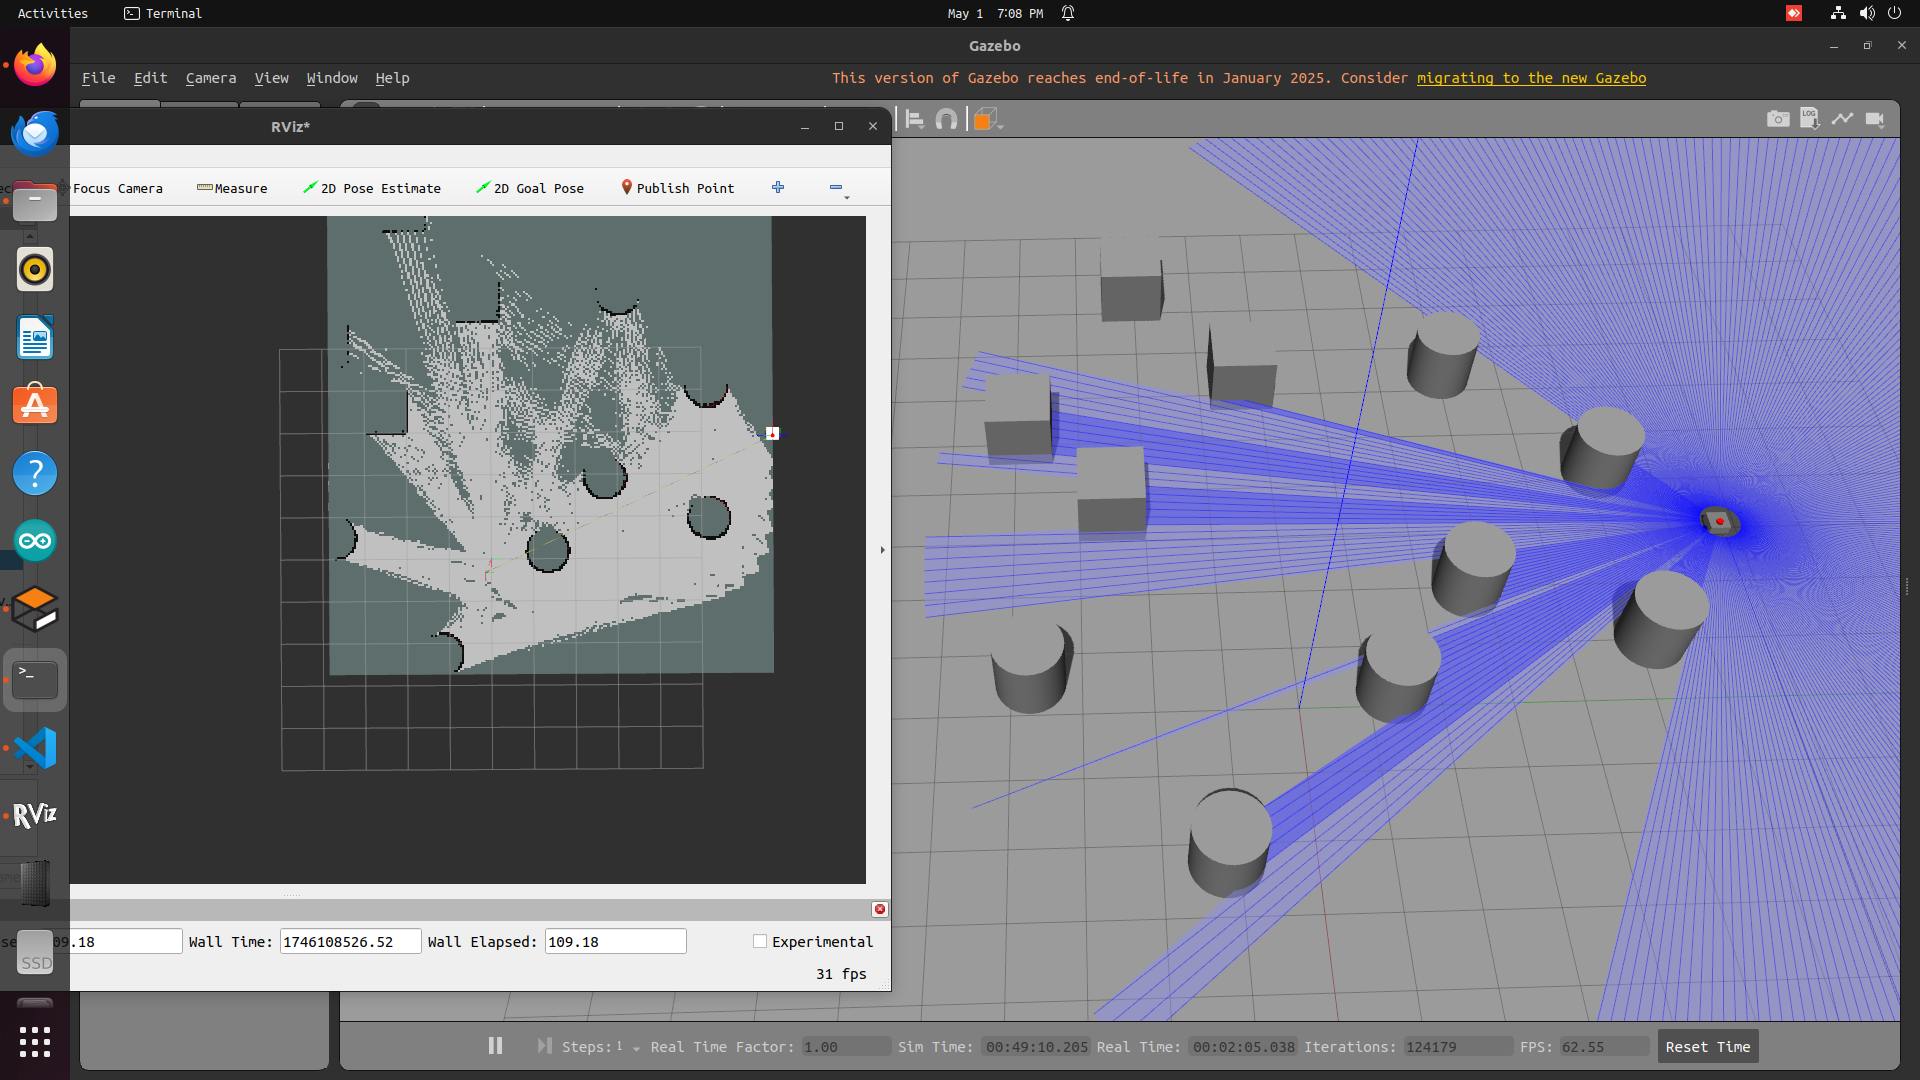 Activities Terminal May 1 7:08 PM
Gazebo
File Edit Camera View Window Help This version of Gazebo reaches end-of-life in January 2025. Consider migrating to the new Gazebo
LOG
RViz*
Focus Camera Measure 2D Pose Estimate 2D Goal Pose Publish Point
RViz
09.18 Wall Time: 1746108526.52 Wall Elapsed: 109.18 Experimental
SSD
31 fps
Steps: 1 Real Time Factor: 1.00 Sim Time: 00:49:10.205 Real Time: 00:02:05.038 Iterations: 124179 FPS: 62.55 Reset Time